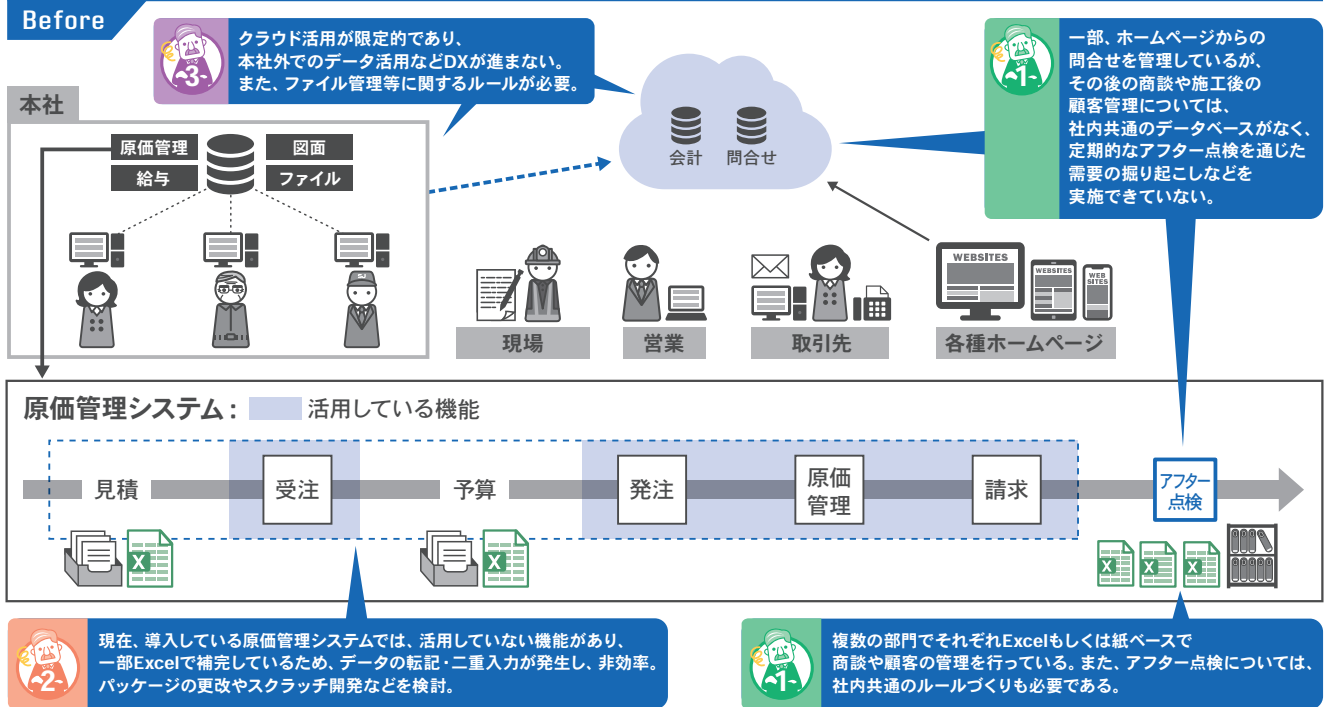 Before
クラウド活用が限定的であり、
本社外でのデータ活用などDXが進まない。
また、ファイル管理等に関するルールが必要。
~3~
一部、ホームページからの
問合せを管理しているが、
その後の商談や施工後の
顧客管理については、
社内共通のデータベースがなく、
定期的なアフター点検を通じた
需要の掘り起こしなどを
実施できていない。
~1~
本社
原価管理
図面
給与
ファイル
会計
問合せ
WEBSITES
WEBSITES
WEB
SITES
現場
営業
取引先
各種ホームページ
原価管理システム:
活用している機能
見積
受注
予算
発注
原価
管理
請求
アフター
点検
X
X
X
X
X
現在、導入している原価管理システムでは、活用していない機能があり、
一部Excelで補完しているため、データの転記・二重入力が発生し、非効率。
パッケージの更改やスクラッチ開発などを検討。
~2~
複数の部門でそれぞれExcelもしくは紙ベースで
商談や顧客の管理を行っている。また、アフター点検については、
社内共通のルールづくりも必要である。
~1~